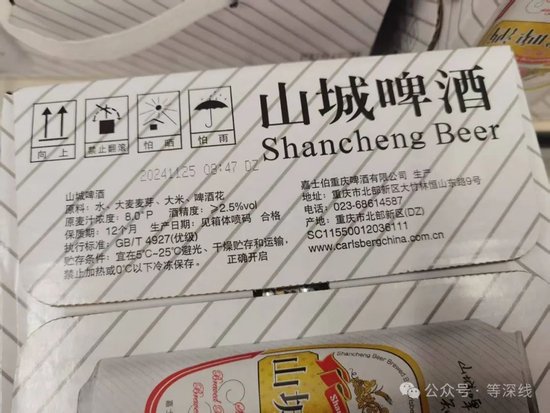 山城啤酒
Shancheng Beer
向上
禁止翻滚
怕晒
怕雨
20241125 08:47 DZ
山城啤酒
原料：水、大麦麦芽、大米、啤酒花
原麦汁浓度：8.0°P 酒精度：≥2.5%vol
保质期：12个月 生产日期：见箱体喷码 合格
执行标准：GB/T 4927(优级)
贮存条件：宜在5℃-25℃避光、干燥贮存和运输，
禁止加热或0℃以下冷冻保存。 正确开启
嘉士伯重庆啤酒有限公司 生产
地址：重庆市北部新区大竹林恒山东路9号
电话：023-68614587
产地：重庆市北部新区(DZ)
SC11550012036111
www.carlsbergchina.com.cn
Shancheng Beer Brewed
山城
Shancheng
公众号·等深线